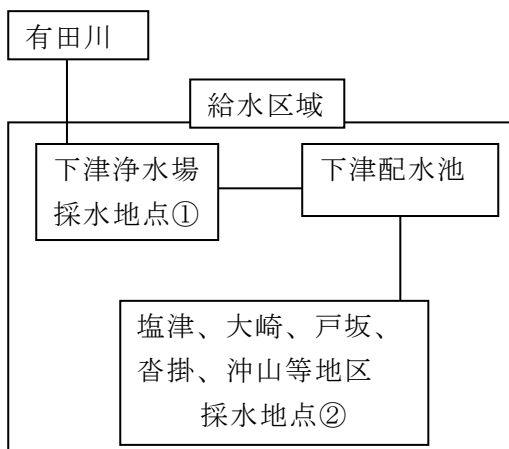 有田川
給水区域
下津浄水場
採水地点①
下津配水池
塩津、大崎、戸坂、
沓掛、沖山等地区
採水地点②